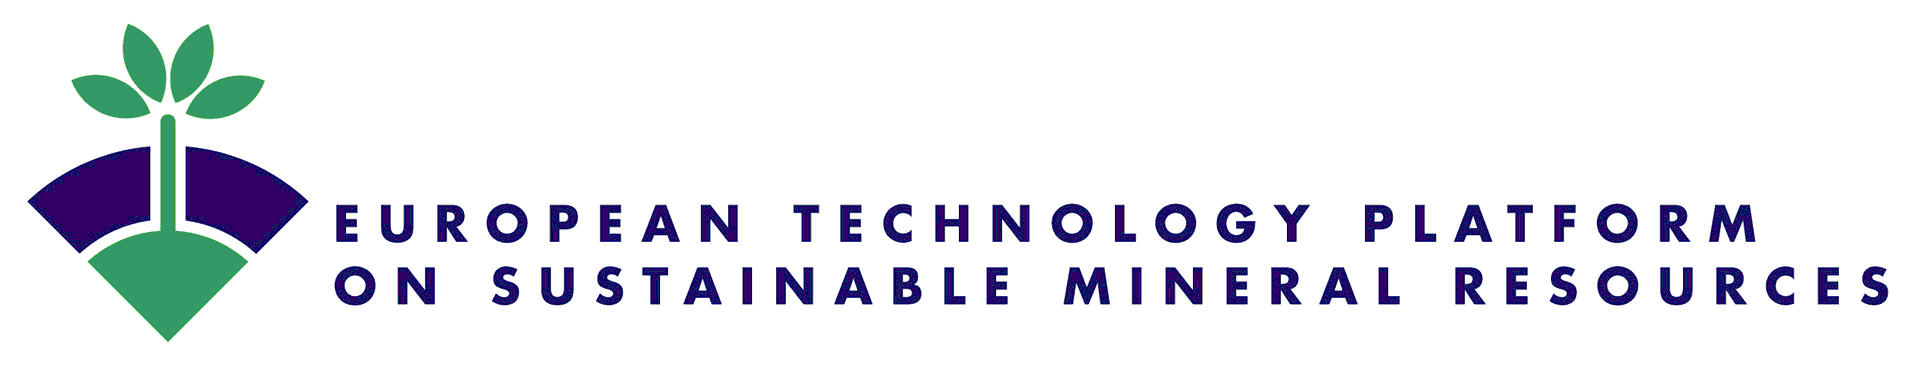 EUROPEAN TECHNOLOGY PLATFORM
ON SUSTAINABLE MINERAL RESOURCES